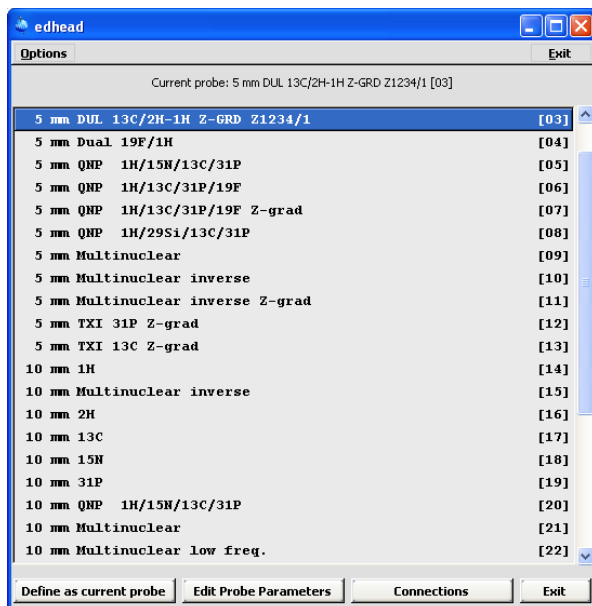 edhead
Options Exit
Current probe: 5 mm DUL 13C/2H-1H Z-GRD Z1234/1 [03]
5 mm DUL 13C/2H-1H Z-GRD Z1234/1 [03]
5 mm Dual 19F/1H [04]
5 mm QNP 1H/15N/13C/31P [05]
5 mm QNP 1H/13C/31P/19F [06]
5 mm QNP 1H/13C/31P/19F Z-grad [07]
5 mm QNP 1H/29Si/13C/31P [08]
5 mm Multinuclear [09]
5 mm Multinuclear inverse [10]
5 mm Multinuclear inverse Z-grad [11]
5 mm TXI 31P Z-grad [12]
5 mm TXI 13C Z-grad [13]
10 mm 1H [14]
10 mm Multinuclear inverse [15]
10 mm 2H [16]
10 mm 13C [17]
10 mm 15N [18]
10 mm 31P [19]
10 mm QNP 1H/15N/13C/31P [20]
10 mm Multinuclear [21]
10 mm Multinuclear low freq. [22]
Define as current probe Edit Probe Parameters Connections Exit